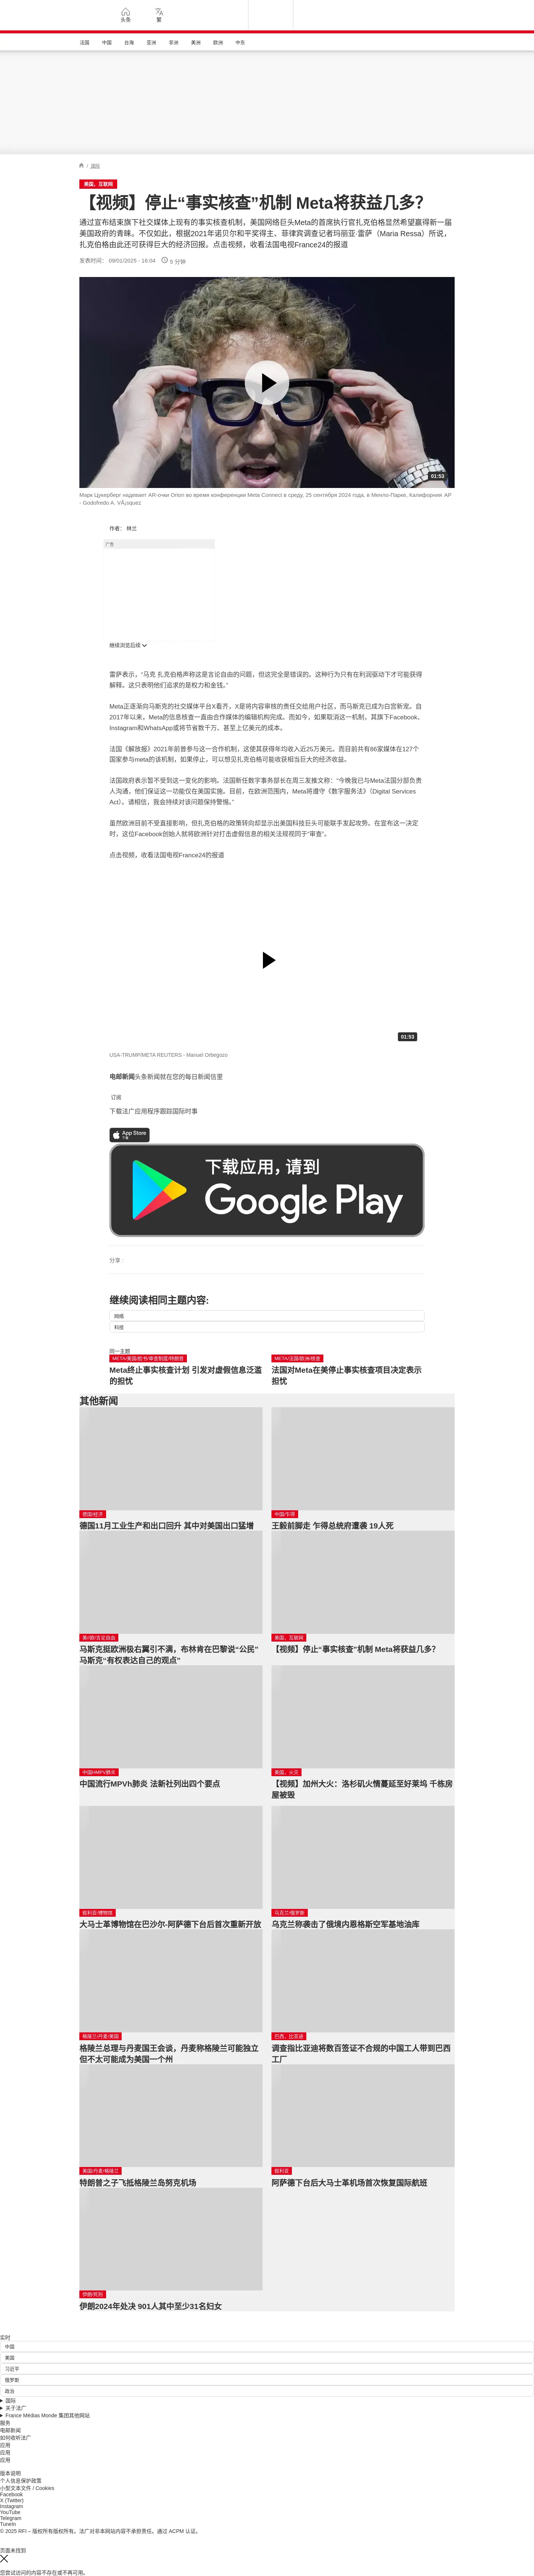 头条
繁
法国
中国
台海
亚洲
非洲
美洲
欧洲
中东
/ 国际
美国，互联网
【视频】停止“事实核查”机制 Meta将获益几多？
通过宣布结束旗下社交媒体上现有的事实核查机制，美国网络巨头Meta的首席执行官扎克伯格显然希望赢得新一届
美国政府的青睐。不仅如此，根据2021年诺贝尔和平奖得主、菲律宾调查记者玛丽亚·雷萨（Maria Ressa）所说，
扎克伯格由此还可获得巨大的经济回报。点击视频，收看法国电视France24的报道
发表时间： 09/01/2025 - 16:04
5 分钟
01:53
Марк Цукерберг надевает AR-очки Orion во время конференции Meta Connect в среду, 25 сентября 2024 года, в Менло-Парке, Калифорния AP
- Godofredo A. VÃ¡squez
作者： 林兰
广告
继续浏览后续
雷萨表示，“马克 扎克伯格声称这是言论自由的问题，但这完全是错误的。这种行为只有在利润驱动下才可能获得
解释。这只表明他们追求的是权力和金钱。”
Meta正逐渐向马斯克的社交媒体平台X看齐，X是将内容审核的责任交给用户社区，而马斯克已成为白宫新宠。自
2017年以来，Meta的信息核查一直由合作媒体的编辑机构完成。而如今，如果取消这一机制，其旗下Facebook、
Instagram和WhatsApp或将节省数千万、甚至上亿美元的成本。
法国《解放报》2021年前曾参与这一合作机制，这使其获得年均收入近25万美元。而目前共有86家媒体在127个
国家参与meta的该机制，如果停止，可以想见扎克伯格可能收获相当巨大的经济收益。
法国政府表示暂不受到这一变化的影响。法国新任数字事务部长在周三发推文称：“今晚我已与Meta法国分部负责
人沟通，他们保证这一功能仅在美国实施。目前，在欧洲范围内，Meta将遵守《数字服务法》（Digital Services
Act）。请相信，我会持续对该问题保持警惕。”
虽然欧洲目前不受直接影响，但扎克伯格的政策转向却显示出美国科技巨头可能联手发起攻势。在宣布这一决定
时，这位Facebook创始人就将欧洲针对打击虚假信息的相关法规视同于“审查”。
点击视频，收看法国电视France24的报道
01:53
USA-TRUMP/META REUTERS - Manuel Orbegozo
电邮新闻头条新闻就在您的每日新闻信里
订阅
下载法广应用程序跟踪国际时事
App Store
下载
下载应用，请到
Google Play
分享 :
继续阅读相同主题内容:
网络
科技
同一主题
META/美国/脸书/审查制度/特朗普
Meta终止事实核查计划 引发对虚假信息泛滥
的担忧
META/法国/欧洲/核查
法国对Meta在美停止事实核查项目决定表示
担忧
其他新闻
德国/经济
德国11月工业生产和出口回升 其中对美国出口猛增
中国/乍得
王毅前脚走 乍得总统府遭袭 19人死
美/德/言论自由
马斯克挺欧洲极右翼引不满，布林肯在巴黎说“公民”
马斯克“有权表达自己的观点”
美国，互联网
【视频】停止“事实核查”机制 Meta将获益几多？
中国/HMPV肺炎
中国流行MPVh肺炎 法新社列出四个要点
美国，火灾
【视频】加州大火：洛杉矶火情蔓延至好莱坞 千栋房
屋被毁
叙利亚/博物馆
大马士革博物馆在巴沙尔-阿萨德下台后首次重新开放
乌克兰/俄罗斯
乌克兰称袭击了俄境内恩格斯空军基地油库
格陵兰/丹麦/美国
格陵兰总理与丹麦国王会谈，丹麦称格陵兰可能独立
但不太可能成为美国一个州
巴西，比亚迪
调查指比亚迪将数百签证不合规的中国工人带到巴西
工厂
美国/丹麦/格陵兰
特朗普之子飞抵格陵兰岛努克机场
叙利亚
阿萨德下台后大马士革机场首次恢复国际航班
伊朗/死刑
伊朗2024年处决 901人其中至少31名妇女
实时
中国
美国
习近平
俄罗斯
政治
国际
关于法广
France Médias Monde 集团其他网站
服务
电邮新闻
如何收听法广
应用
应用
应用
版本说明
个人信息保护政策
小型文本文件 / Cookies
Facebook
X (Twitter)
Instagram
YouTube
Telegram
TuneIn
© 2025 RFI – 版权所有版权所有。法广对非本网站内容不承担责任。通过 ACPM 认证。
页面未找到
您尝试访问的内容不存在或不再可用。